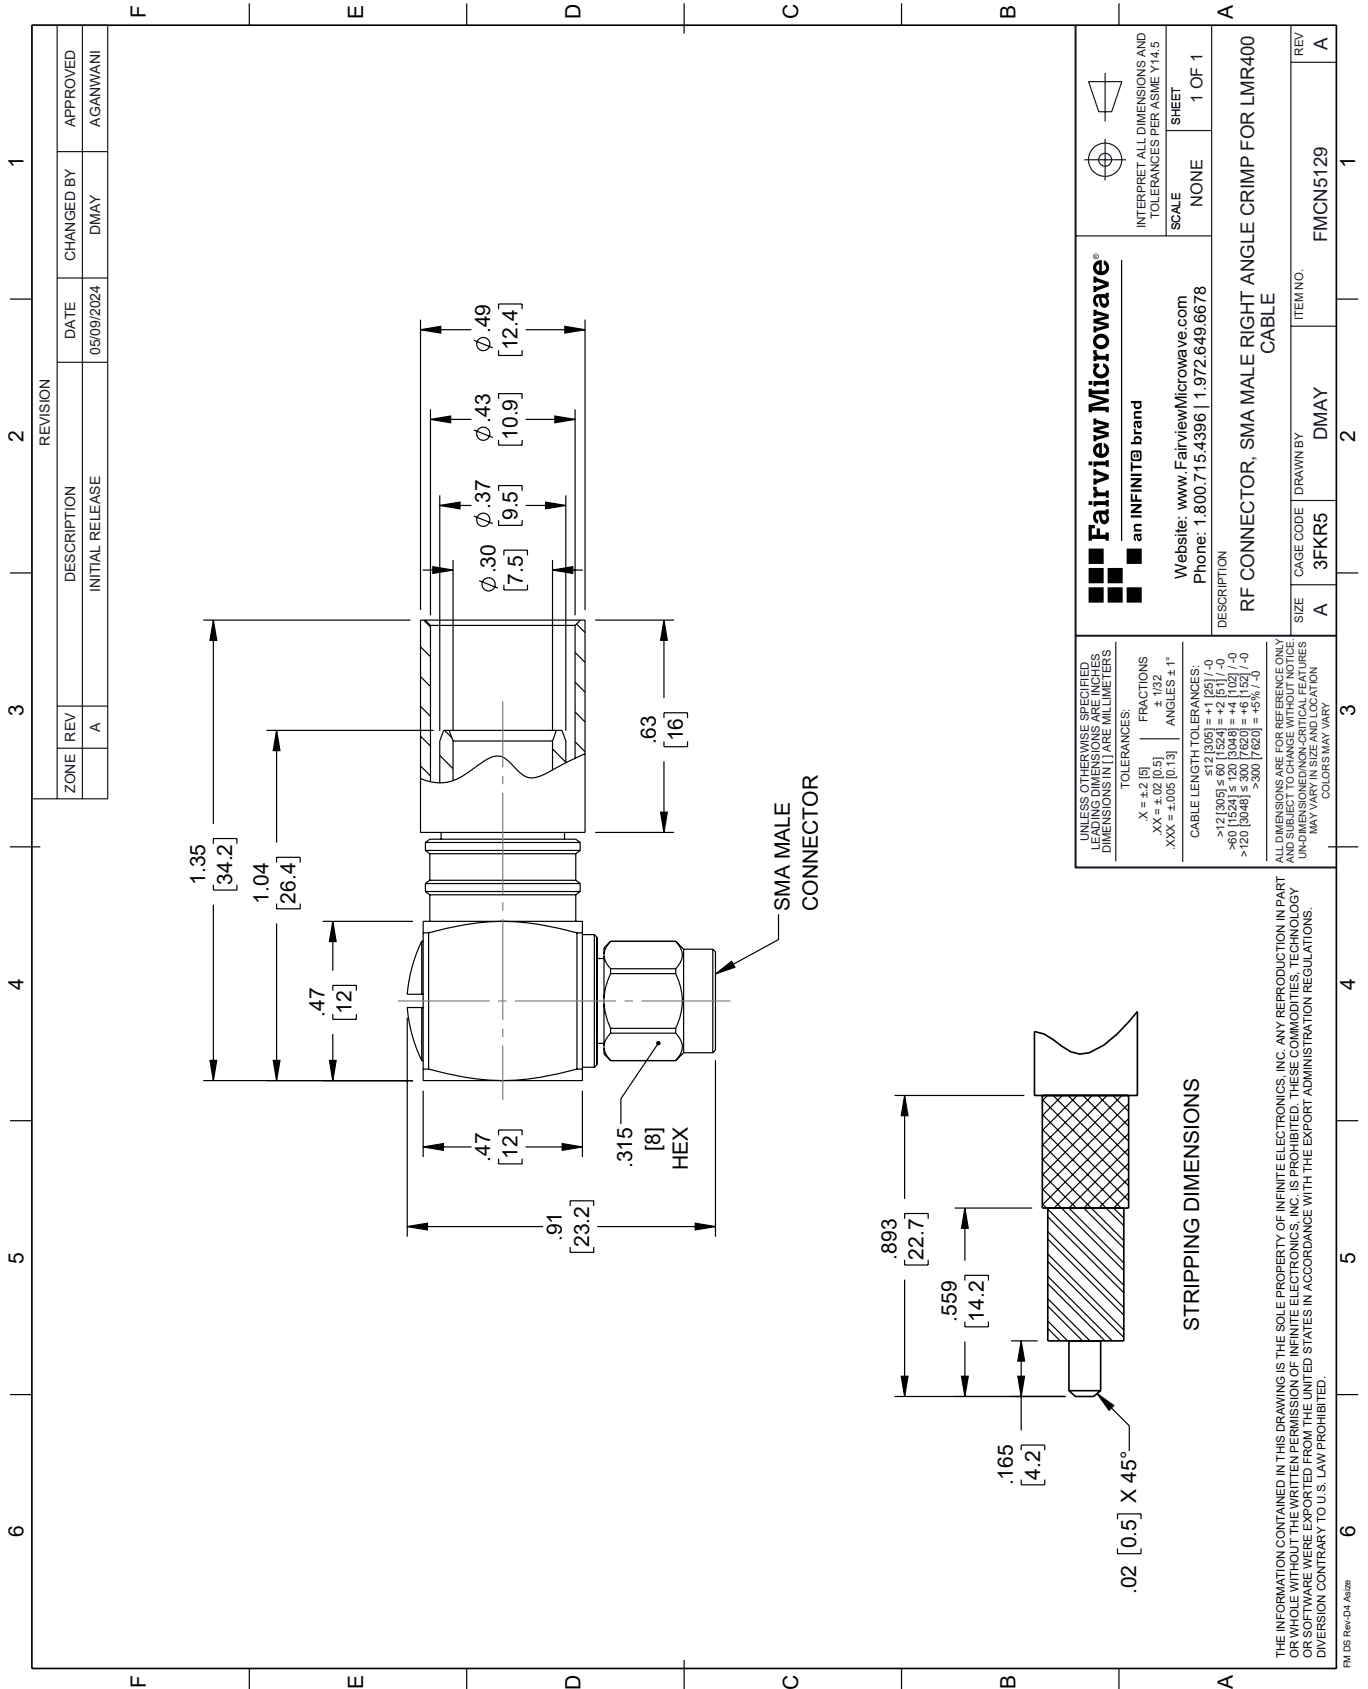 6
5
4
3
2
1
F
E
D
C
B
A
REVISION
ZONE
REV
DESCRIPTION
DATE
CHANGED BY
APPROVED
A
INITIAL RELEASE
05/09/2024
DMAY
AGANWANI
1.35
[34.2]
1.04
[26.4]
.47
[12]
.47
[12]
.91
[23.2]
.315
[8]
HEX
.63
[16]
⌀.30
[7.5]
⌀.37
[9.5]
⌀.43
[10.9]
⌀.49
[12.4]
SMA MALE
CONNECTOR
.893
[22.7]
.559
[14.2]
.165
[4.2]
.02 [0.5] X 45°
STRIPPING DIMENSIONS
THE INFORMATION CONTAINED IN THIS DRAWING IS THE SOLE PROPERTY OF INFINITE ELECTRONICS, INC. ANY REPRODUCTION IN PART
OR WHOLE WITHOUT THE WRITTEN PERMISSION OF INFINITE ELECTRONICS, INC. IS PROHIBITED. THESE COMMODITIES, TECHNOLOGY
OR SOFTWARE WERE EXPORTED FROM THE UNITED STATES IN ACCORDANCE WITH THE EXPORT ADMINISTRATION REGULATIONS.
DIVERSION CONTRARY TO U.S. LAW PROHIBITED.
UNLESS OTHERWISE SPECIFIED
LEADING DIMENSIONS ARE INCHES
DIMENSIONS IN [ ] ARE MILLIMETERS
TOLERANCES:
.X = ±.2 [5]
.XX = ±.02 [0.5]
.XXX = ±.005 [0.13]
FRACTIONS
± 1/32
ANGLES ± 1°
CABLE LENGTH TOLERANCES:
≤12 [305] = +1 [25] / -0
>12 [305] ≤ 60 [1524] = +2 [51] / -0
>60 [1524] ≤ 120 [3048] = +4 [102] / -0
>120 [3048] ≤ 300 [7620] = +6 [152] / -0
>300 [7620] = +5% / -0
ALL DIMENSIONS ARE FOR REFERENCE ONLY
AND SUBJECT TO CHANGE WITHOUT NOTICE.
UN-DIMENSIONED/NON-CRITICAL FEATURES
MAY VARY IN SIZE AND LOCATION
COLORS MAY VARY
Fairview Microwave®
an INFINIT@ brand
Website: www.FairviewMicrowave.com
Phone: 1.800.715.4396 | 1.972.649.6678
INTERPRET ALL DIMENSIONS AND
TOLERANCES PER ASME Y14.5
SCALE
NONE
SHEET
1 OF 1
DESCRIPTION
RF CONNECTOR, SMA MALE RIGHT ANGLE CRIMP FOR LMR400
CABLE
SIZE
A
CAGE CODE
3FKR5
DRAWN BY
DMAY
ITEM NO.
FMCN5129
REV
A
F
E
D
C
B
A
6
5
4
3
2
1
FM DS Rev-D4 Asize